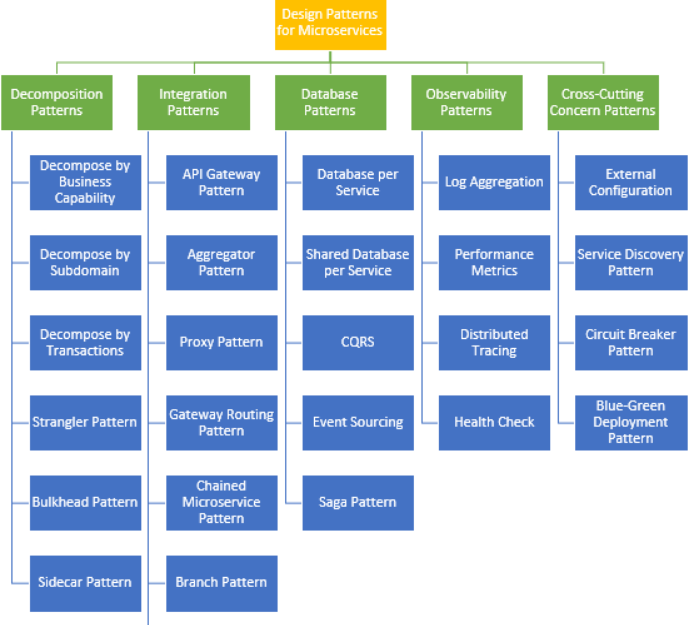 Design Patterns
for Microservices
Decomposition
Patterns
Integration
Patterns
Database
Patterns
Observability
Patterns
Cross-Cutting
Concern Patterns
Decompose by
Business
Capability
API Gateway
Pattern
Database per
Service
Log Aggregation
External
Configuration
Decompose by
Subdomain
Aggregator
Pattern
Shared Database
per Service
Performance
Metrics
Service Discovery
Pattern
Decompose by
Transactions
Proxy Pattern
CQRS
Distributed
Tracing
Circuit Breaker
Pattern
Strangler Pattern
Gateway Routing
Pattern
Event Sourcing
Health Check
Blue-Green
Deployment
Pattern
Bulkhead Pattern
Chained
Microservice
Pattern
Saga Pattern
Sidecar Pattern
Branch Pattern